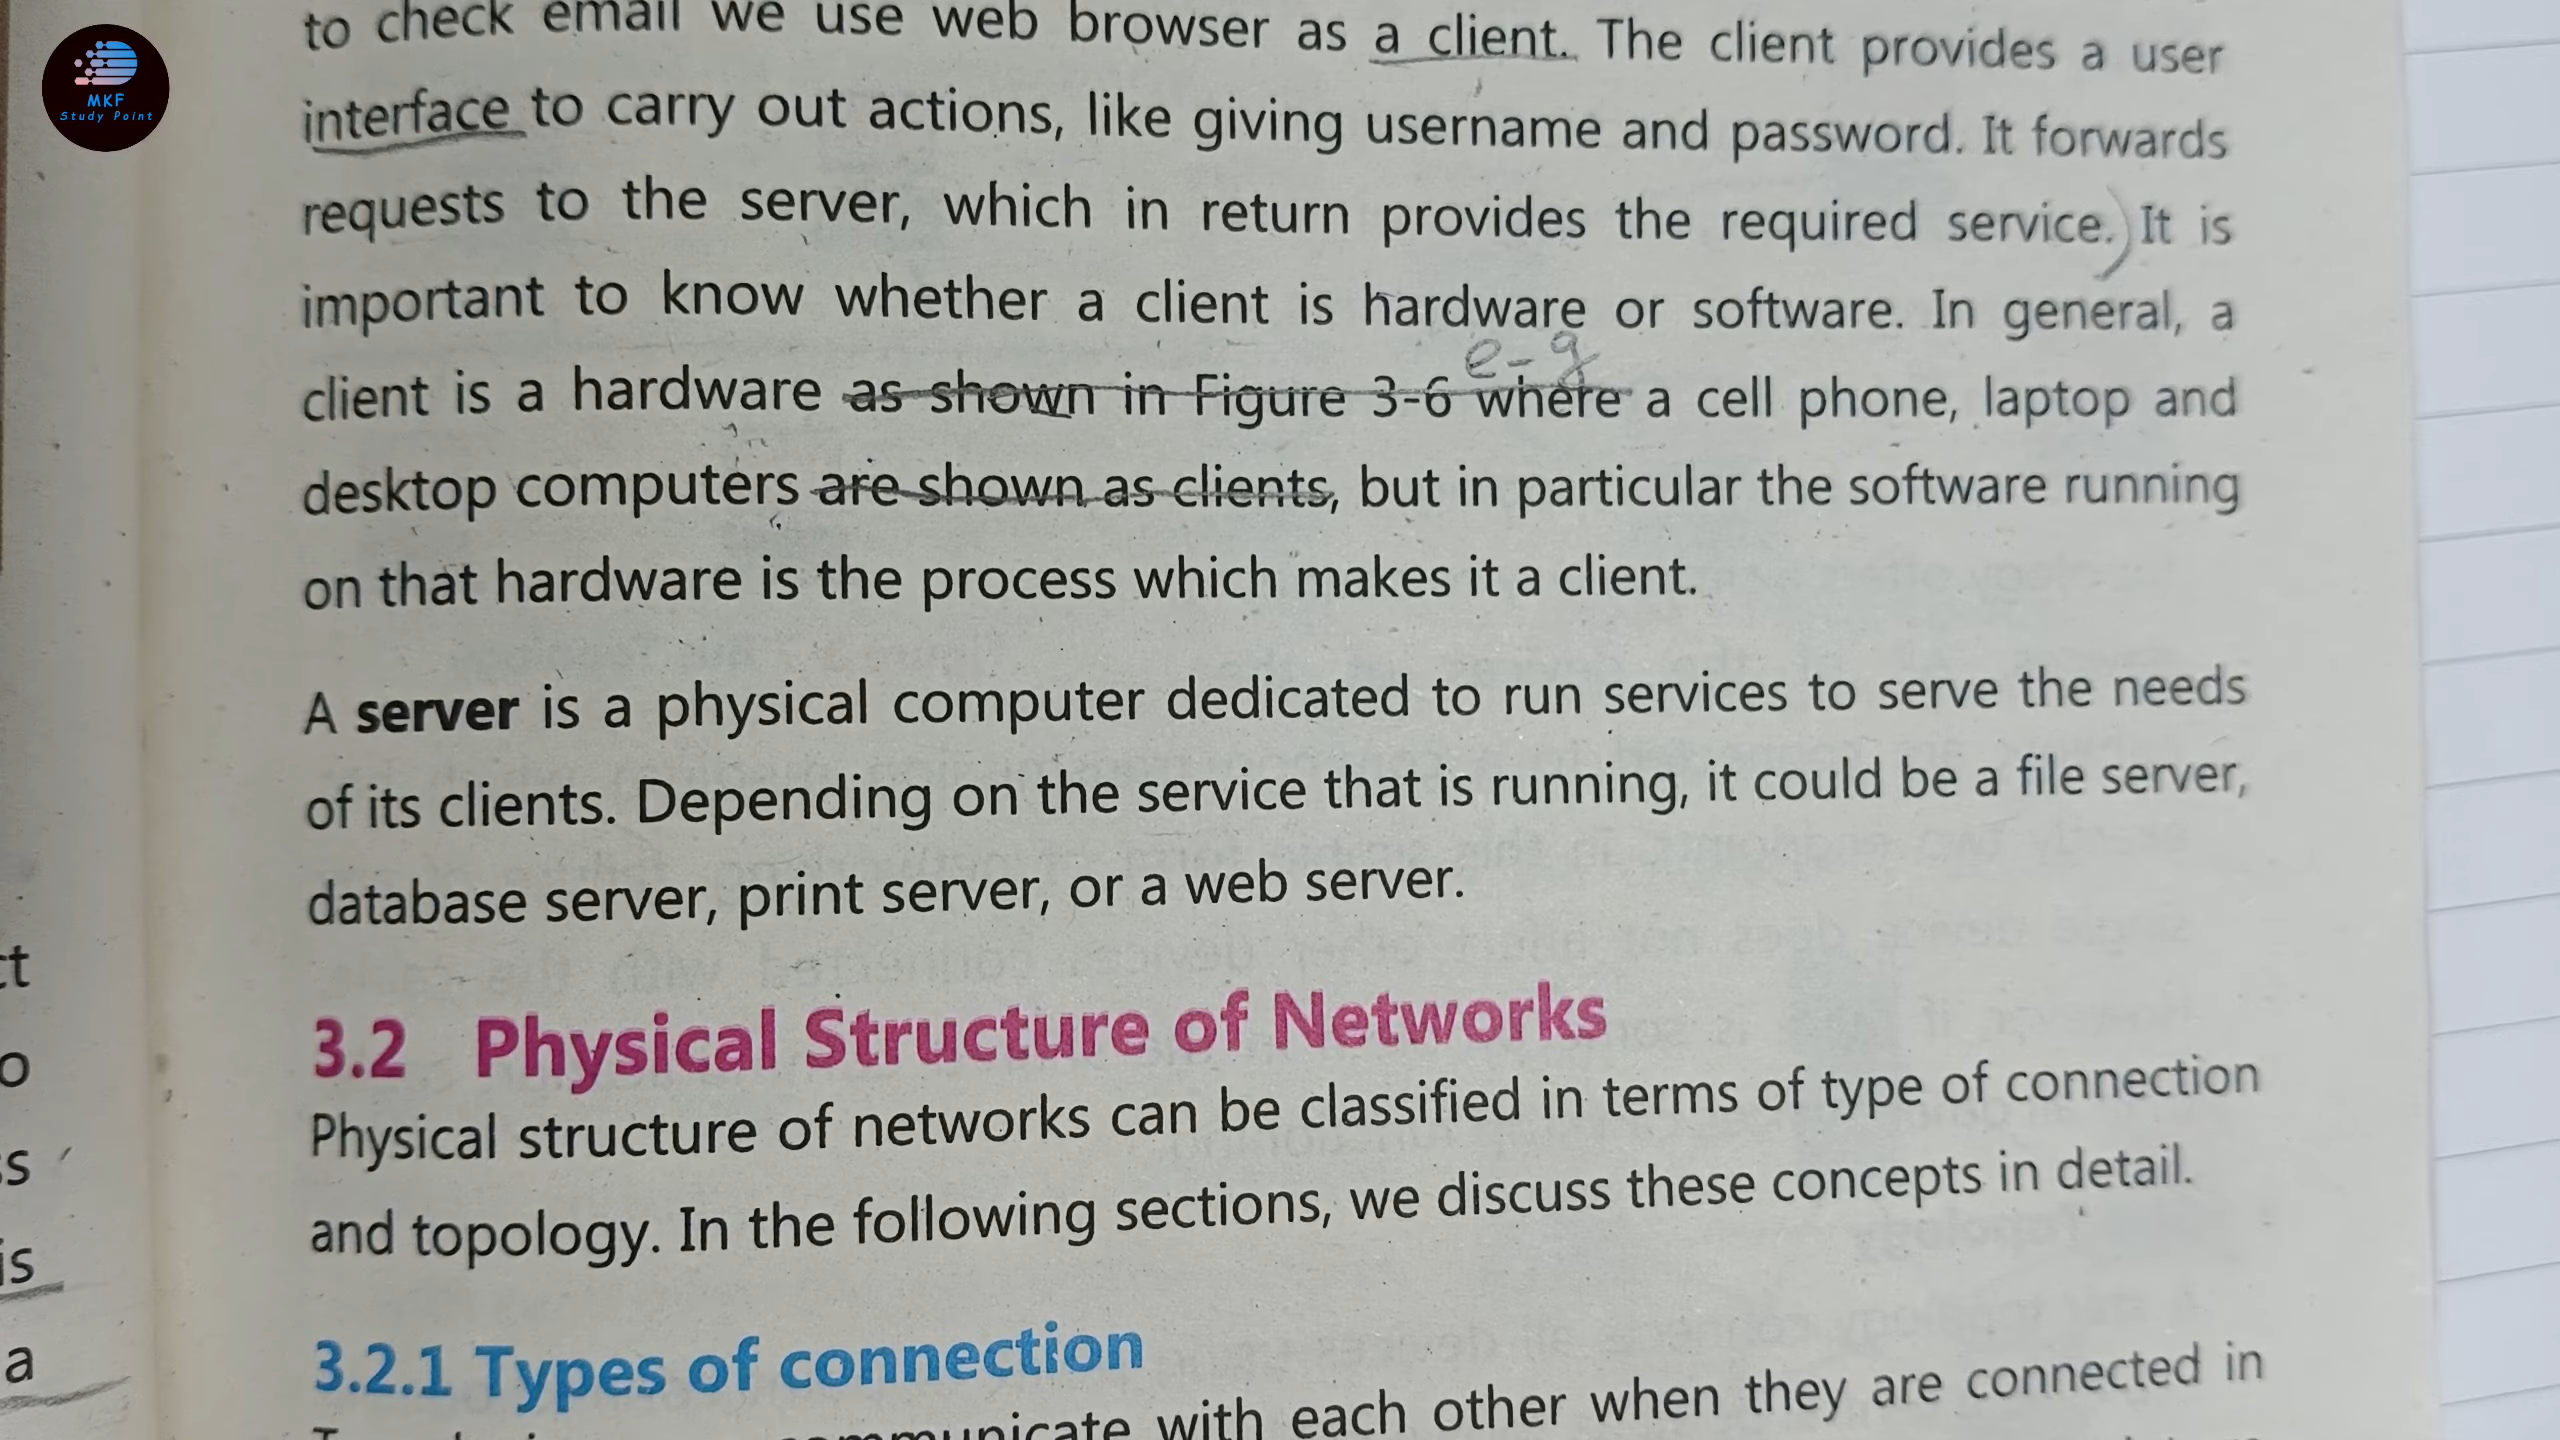 MKF
Study Point
to check email we use web browser as a client. The client provides a user
interface to carry out actions, like giving username and password. It forwards
requests to the server, which in return provides the required service. It is
important to know whether a client is hardware or software. In general, a
e-g
client is a hardware as shown in Figure 3-6 where a cell phone, laptop and
desktop computers are shown as clients, but in particular the software running
on that hardware is the process which makes it a client.
A server is a physical computer dedicated to run services to serve the needs
of its clients. Depending on the service that is running, it could be a file server,
database server, print server, or a web server.
3.2 Physical Structure of Networks
Physical structure of networks can be classified in terms of type of connection
and topology. In the following sections, we discuss these concepts in detail.
3.2.1 Types of connection
with each other when they are connected in
is
a